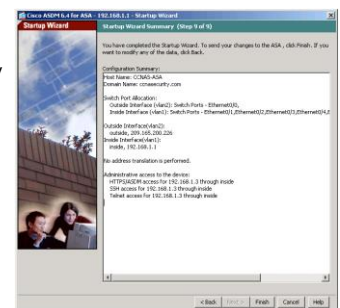 Cisco ASDM 6.4 for ASA - 192.168.1.1 - Startup Wizard
Startup Wizard
Startup Wizard Summary (Step 9 of 9)
You have completed the Startup Wizard. To send your changes to the ASA, click Finish. If you
want to modify any of the data, click Back.
Configuration Summary:
Host Name: CCNAS-ASA
Domain Name: ccnasecurity.com
Switch Port Allocation:
Outside Interface (vlan2): Switch Ports - Ethernet0/0,
Inside Interface (vlan1): Switch Ports - Ethernet0/1,Ethernet0/2,Ethernet0/3,Ethernet0/4,E
Outside Interface(vlan2):
outside, 209.165.200.226
Inside Interface(vlan1):
inside, 192.168.1.1
No address translation is performed.
Administrative access to the device:
HTTPS/ASDM access for 192.168.1.3 through inside
SSH access for 192.168.1.3 through inside
Telnet access for 192.168.1.3 through inside
< Back Next > Finish Cancel Help